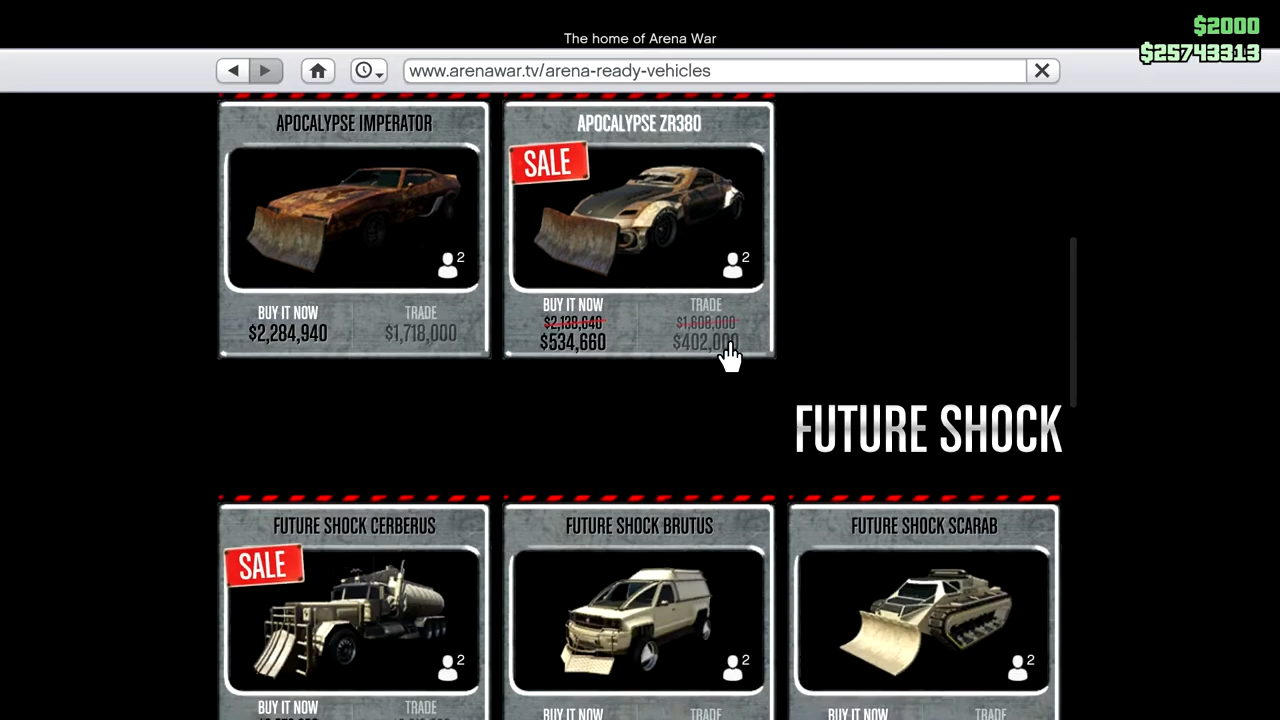 $2000
The home of Arena War
$25743313
www.arenawar.tv/arena-ready-vehicles
APOCALYPSE IMPERATOR
APOCALYPSE ZR380
SALE
2
2
BUY IT NOW
TRADE
$2,284,940
$1,718,000
BUY IT NOW
TRADE
$2,138,640
$1,608,000
$534,660
$402,000
FUTURE SHOCK
FUTURE SHOCK CERBERUS
FUTURE SHOCK BRUTUS
FUTURE SHOCK SCARAB
SALE
2
2
2
BUY IT NOW
TRADE
BUY IT NOW
TRADE
BUY IT NOW
TRADE